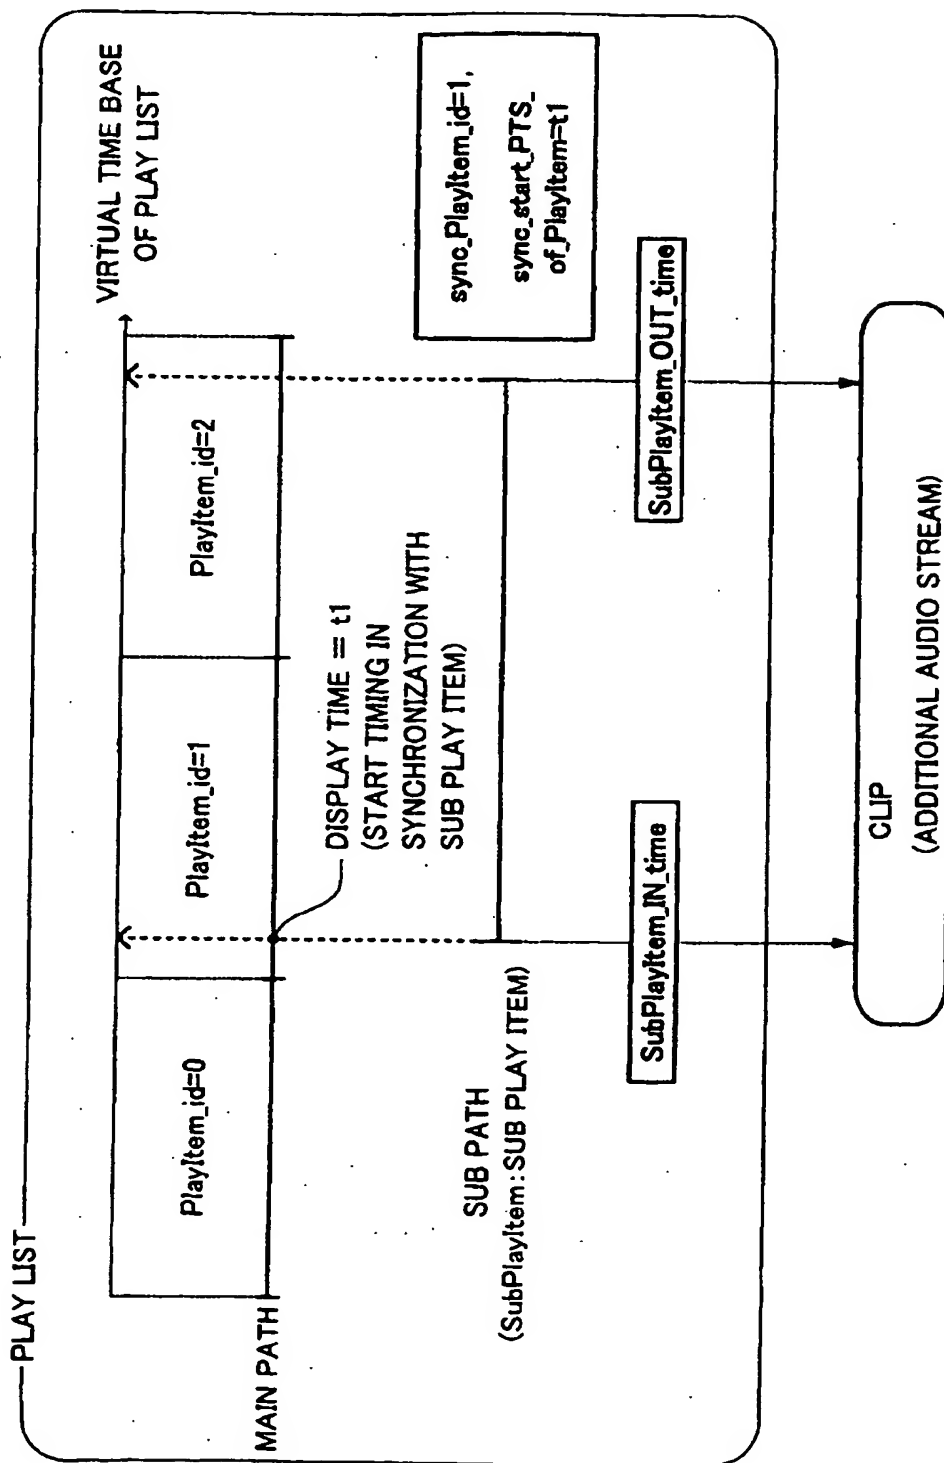 PLAY LIST
VIRTUAL TIME BASE
OF PLAY LIST
PlayItem_id=0
PlayItem_id=1
PlayItem_id=2
MAIN PATH
DISPLAY TIME = t1
(START TIMING IN
SYNCHRONIZATION WITH
SUB PLAY ITEM)
sync_PlayItem_id=1,
sync_start_PTS_
of_PlayItem=t1
SUB PATH
(SubPlayItem:SUB PLAY ITEM)
SubPlayItem_IN_time
SubPlayItem_OUT_time
CLIP
(ADDITIONAL AUDIO STREAM)